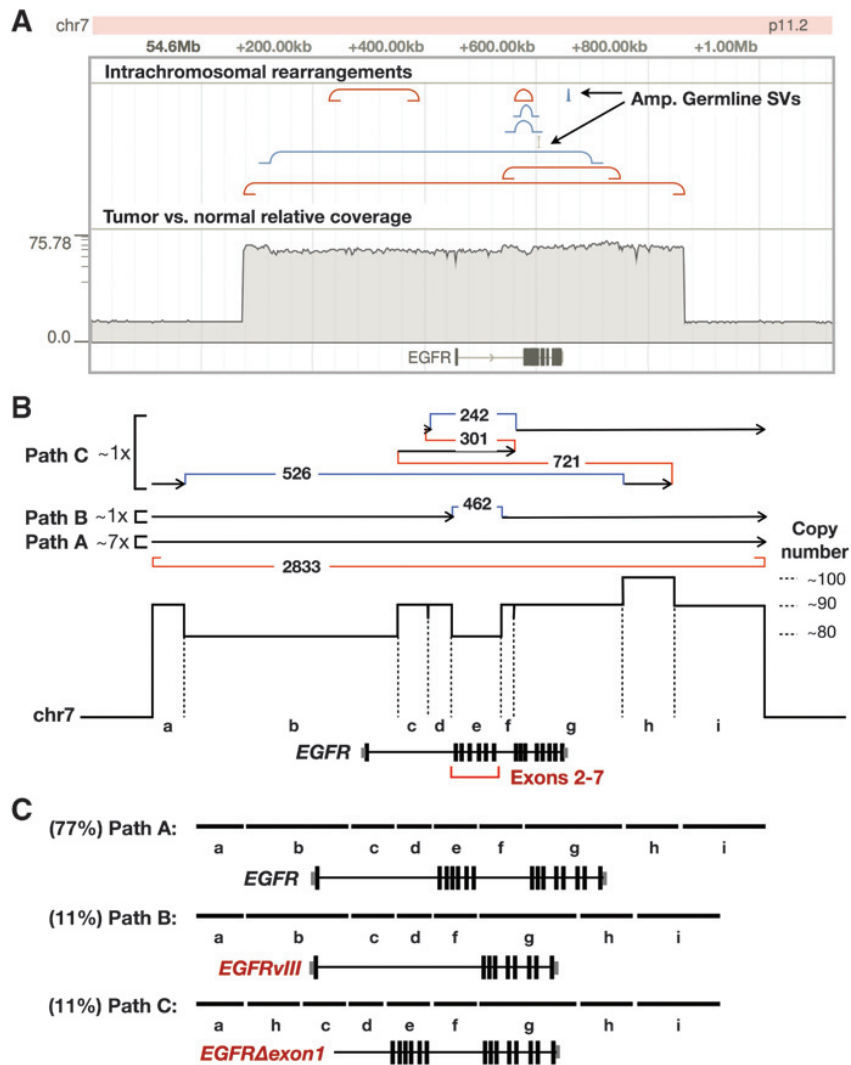 A
chr7
p11.2
54.6Mb +200.00kb +400.00kb +600.00kb +800.00kb +1.00Mb
Intrachromosomal rearrangements
Amp. Germline SVs
Tumor vs. normal relative coverage
75.78
0.0
EGFR
B
242
301
Path C ~1x
721
526
Path B ~1x
462
Path A ~7x
2833
Copy
number
~100
~90
~80
chr7
a b c d e f g h i
EGFR
Exons 2-7
C
(77%) Path A:
a b c d e f g h i
EGFR
(11%) Path B:
a b c d f g h i
EGFRvIII
(11%) Path C:
a h c d e f g h i
EGFRΔexon1